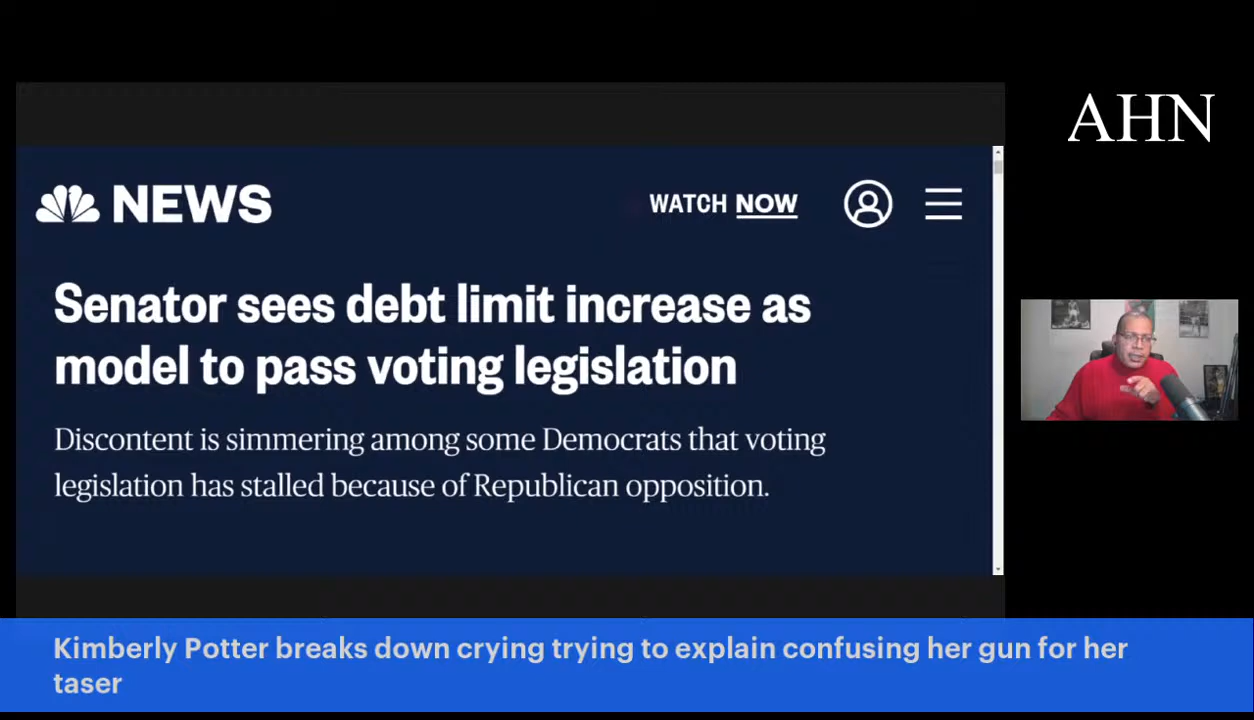 AHN
NEWS
WATCH NOW
Senator sees debt limit increase as
model to pass voting legislation
Discontent is simmering among some Democrats that voting
legislation has stalled because of Republican opposition.
Kimberly Potter breaks down crying trying to explain confusing her gun for her
taser